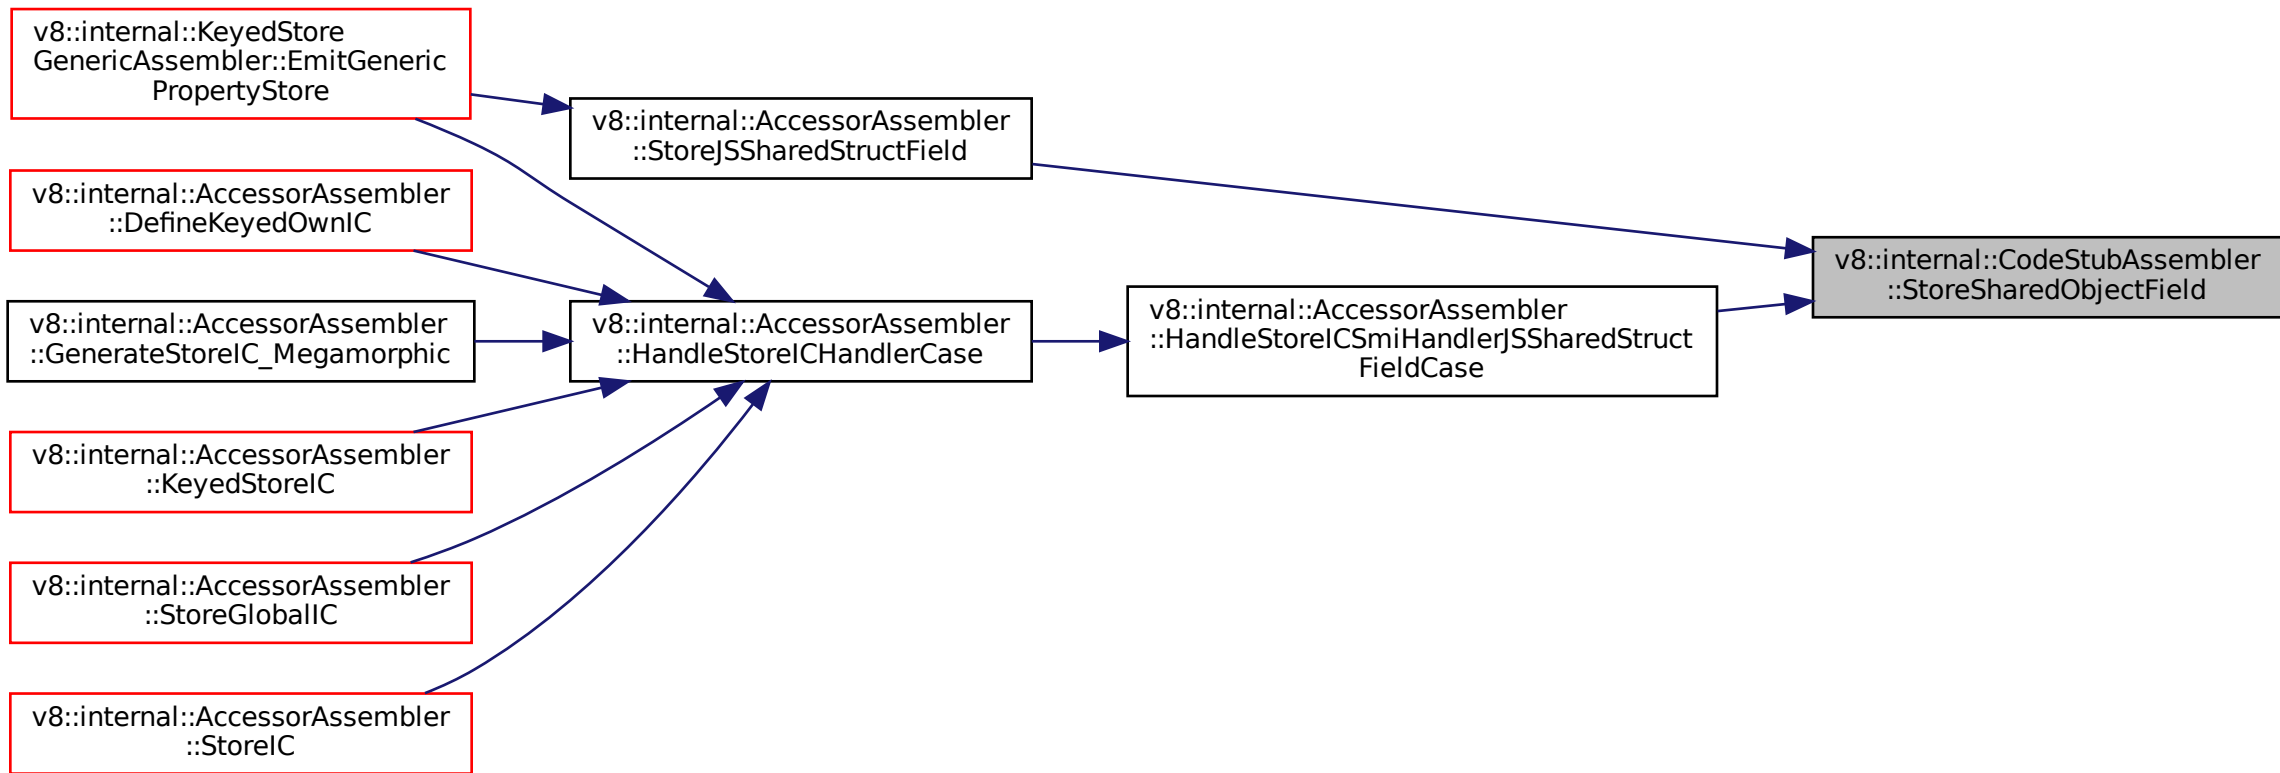 v8::internal::KeyedStore
GenericAssembler::EmitGeneric
PropertyStore
v8::internal::AccessorAssembler
::DefineKeyedOwnIC
v8::internal::AccessorAssembler
::GenerateStoreIC_Megamorphic
v8::internal::AccessorAssembler
::KeyedStoreIC
v8::internal::AccessorAssembler
::StoreGlobalIC
v8::internal::AccessorAssembler
::StoreIC
v8::internal::AccessorAssembler
::StoreJSSharedStructField
v8::internal::AccessorAssembler
::HandleStoreICHandlerCase
v8::internal::AccessorAssembler
::HandleStoreICSmiHandlerJSSharedStruct
FieldCase
v8::internal::CodeStubAssembler
::StoreSharedObjectField